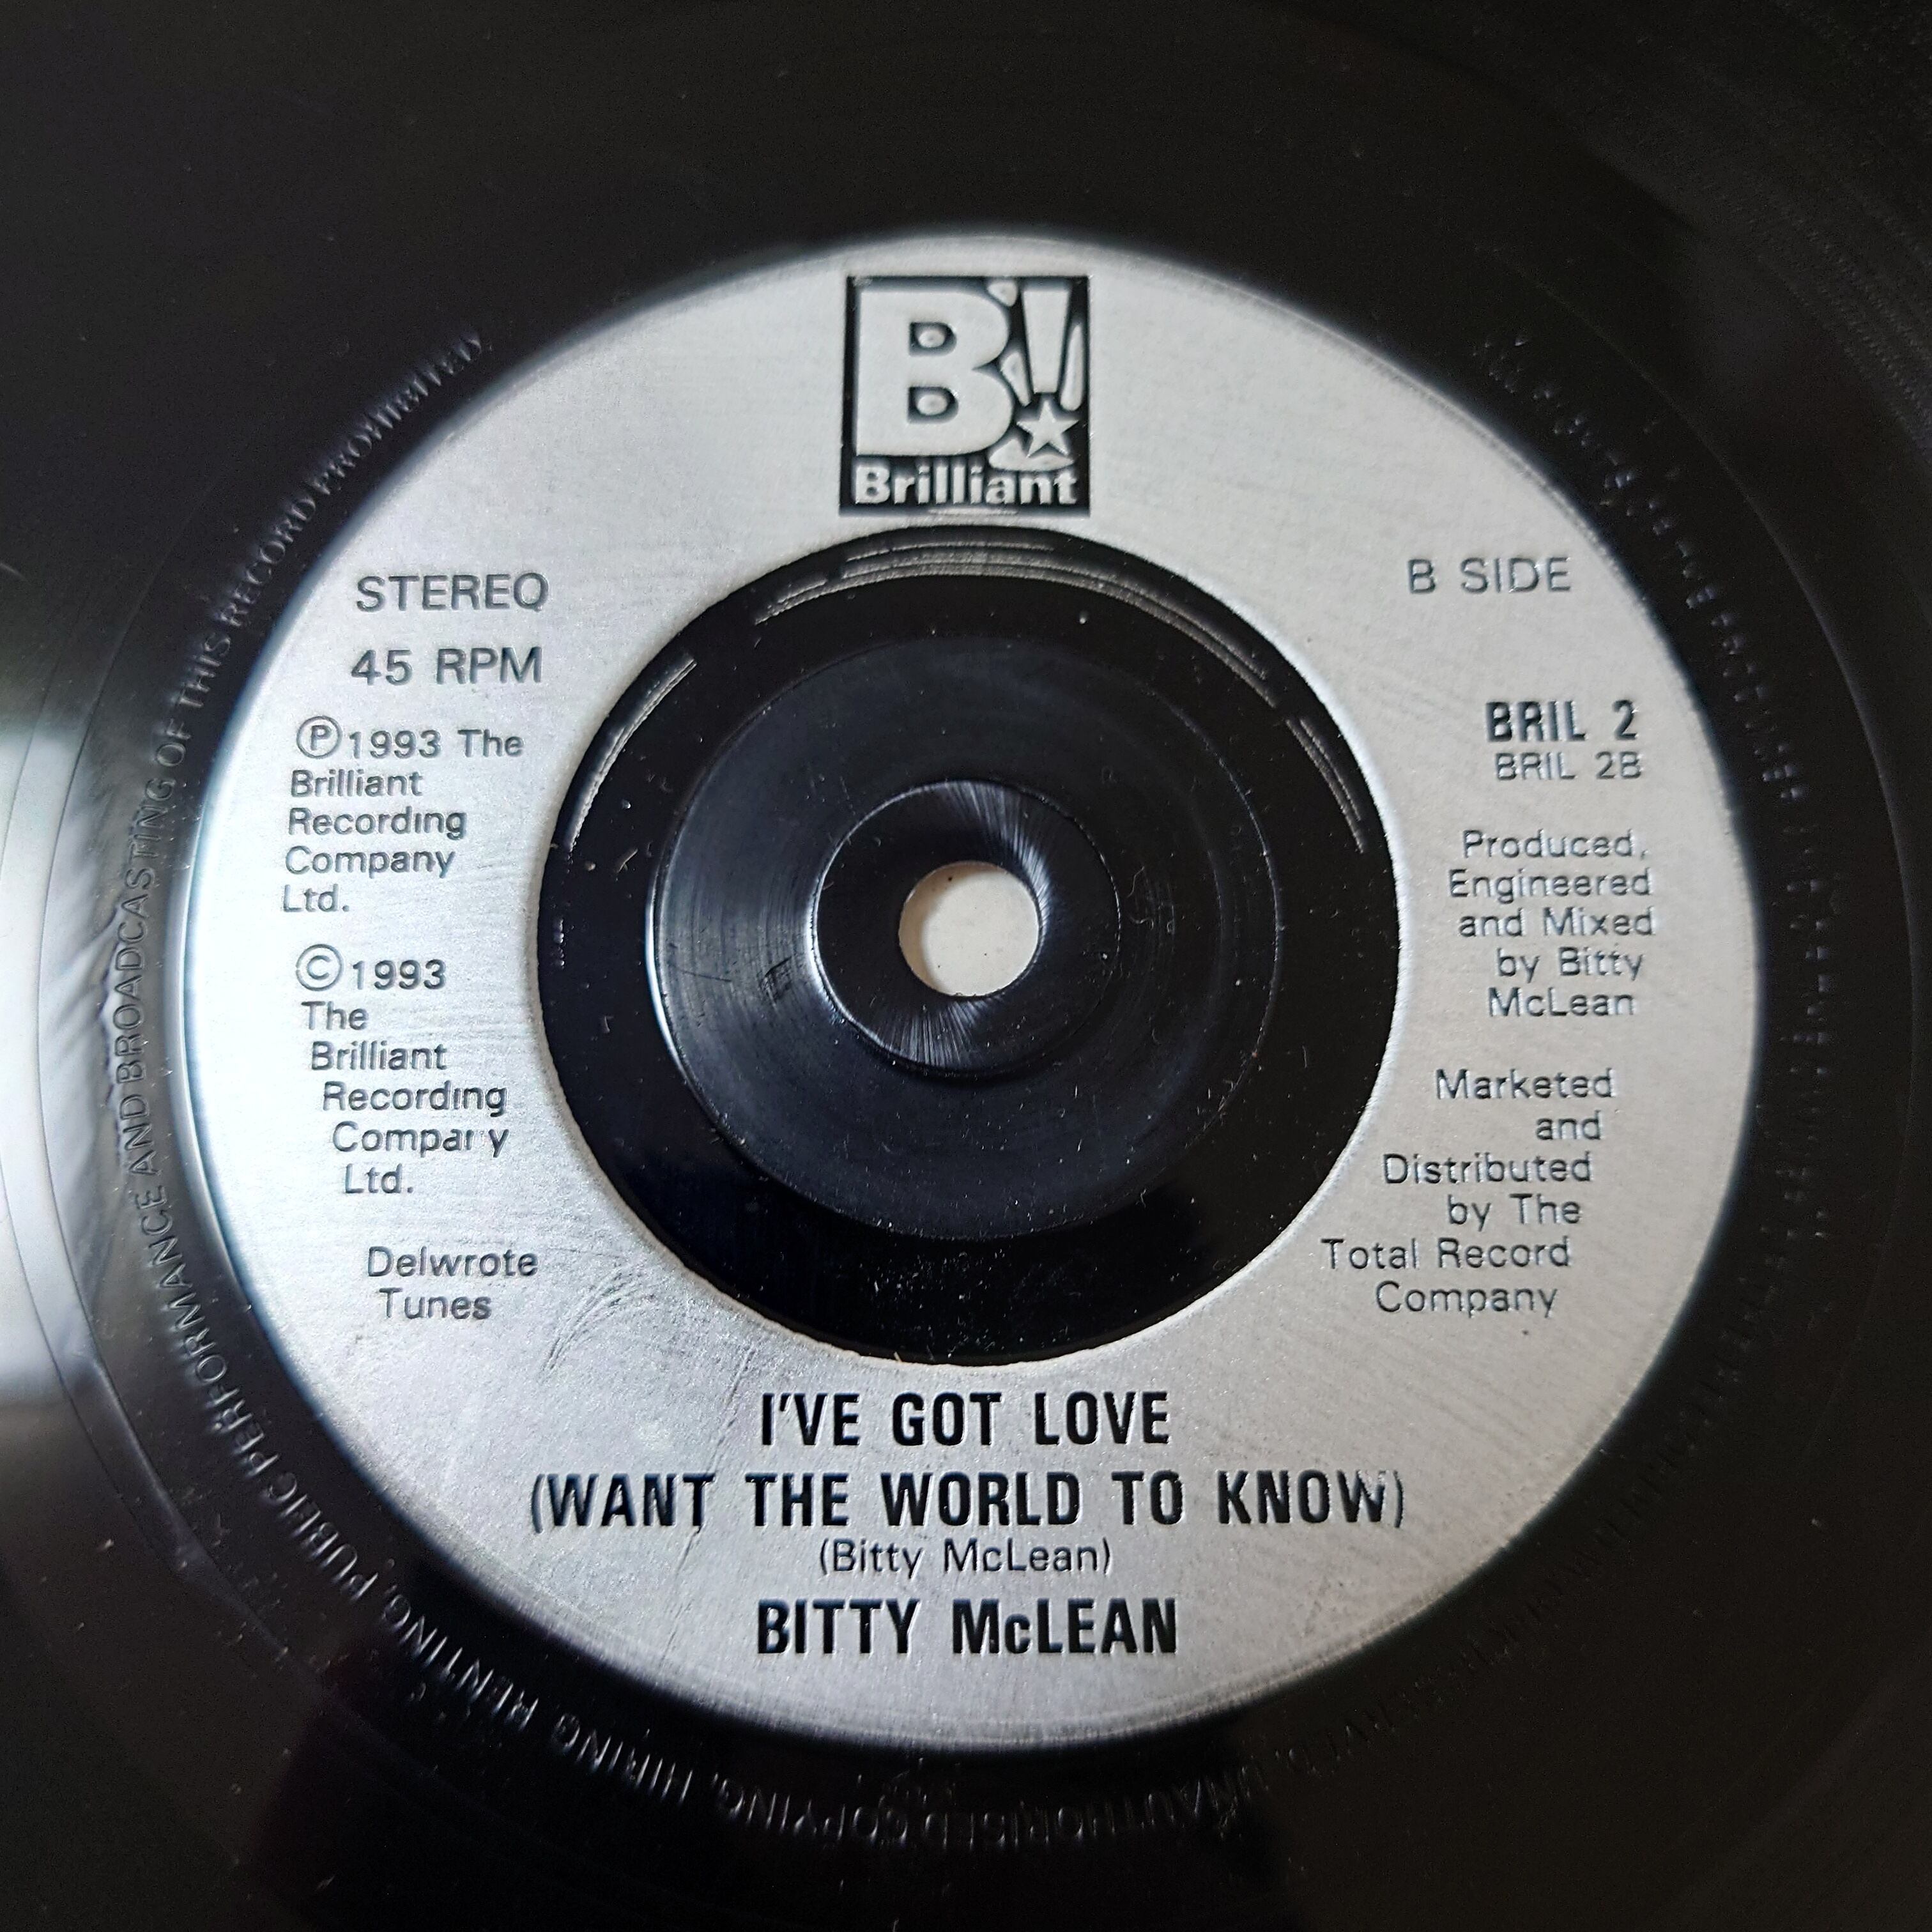 B!
Brilliant
STEREO
45 RPM
Ⓟ1993 The
Brilliant
Recording
Company
Ltd.
©1993
The
Brilliant
Recording
Company
Ltd.
Delwrote
Tunes
B SIDE
BRIL 2
BRIL 2B
Produced,
Engineered
and Mixed
by Bitty
McLean
Marketed
and
Distributed
by The
Total Record
Company
I'VE GOT LOVE
(WANT THE WORLD TO KNOW)
(Bitty McLean)
BITTY McLEAN
UNAUTHORISED COPYING, HIRING, RENTING, PUBLIC PERFORMANCE AND BROADCASTING OF THIS RECORD PROHIBITED